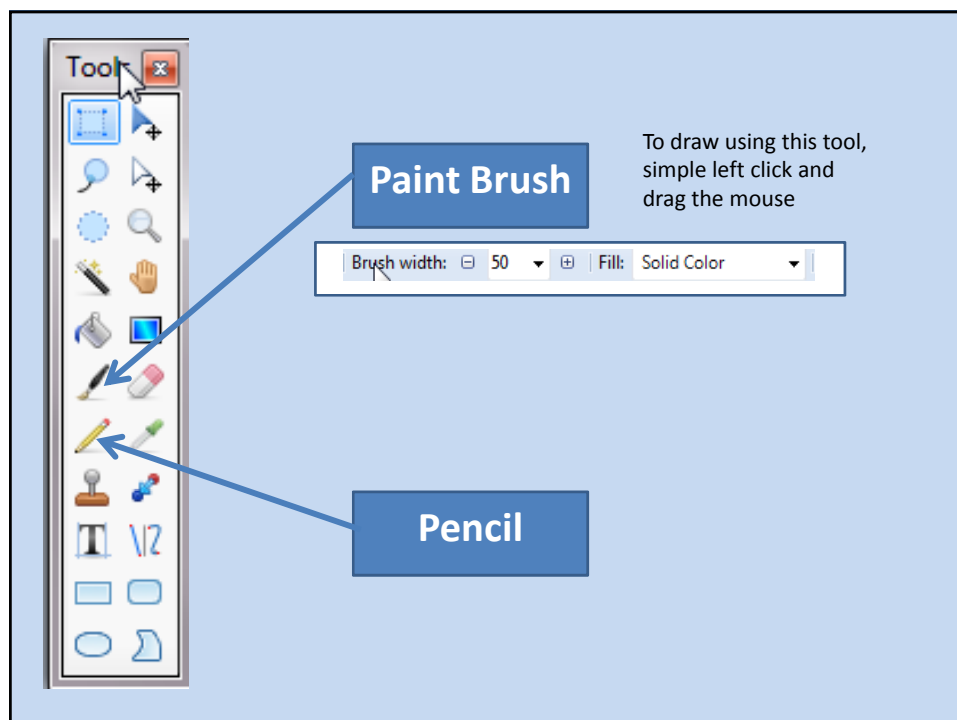 Tools
Paint Brush
To draw using this tool,
simple left click and
drag the mouse
Brush width: 50 Fill: Solid Color
Pencil